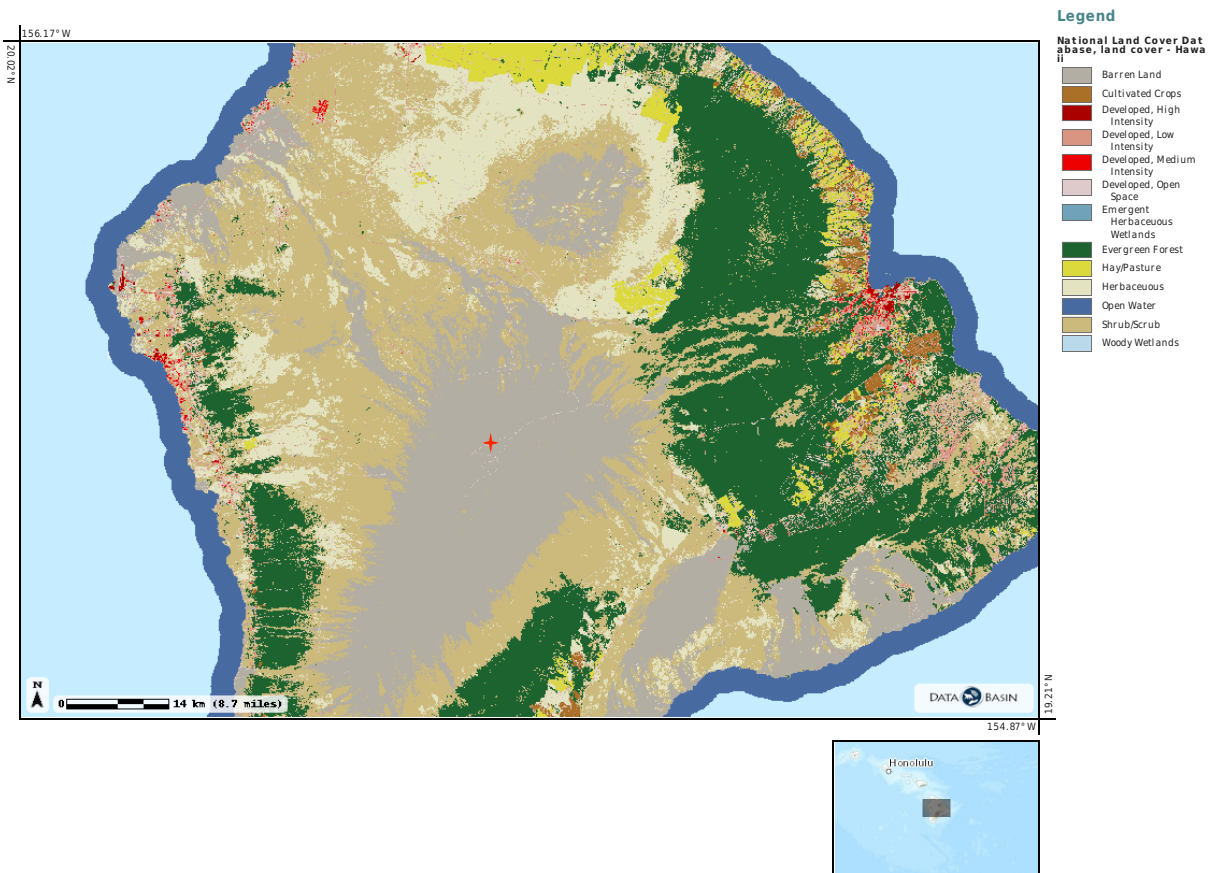 156.17° W
20.02° N
Legend
National Land Cover Dat
abase, land cover - Hawa
ii
Barren Land
Cultivated Crops
Developed, High
Intensity
Developed, Low
Intensity
Developed, Medium
Intensity
Developed, Open
Space
Emergent
Herbaceous
Wetlands
Evergreen Forest
Hay/Pasture
Herbaceuous
Open Water
Shrub/Scrub
Woody Wetlands
N
0 14 km (8.7 miles)
DATA BASIN
19.21° N
154.87° W
Honolulu